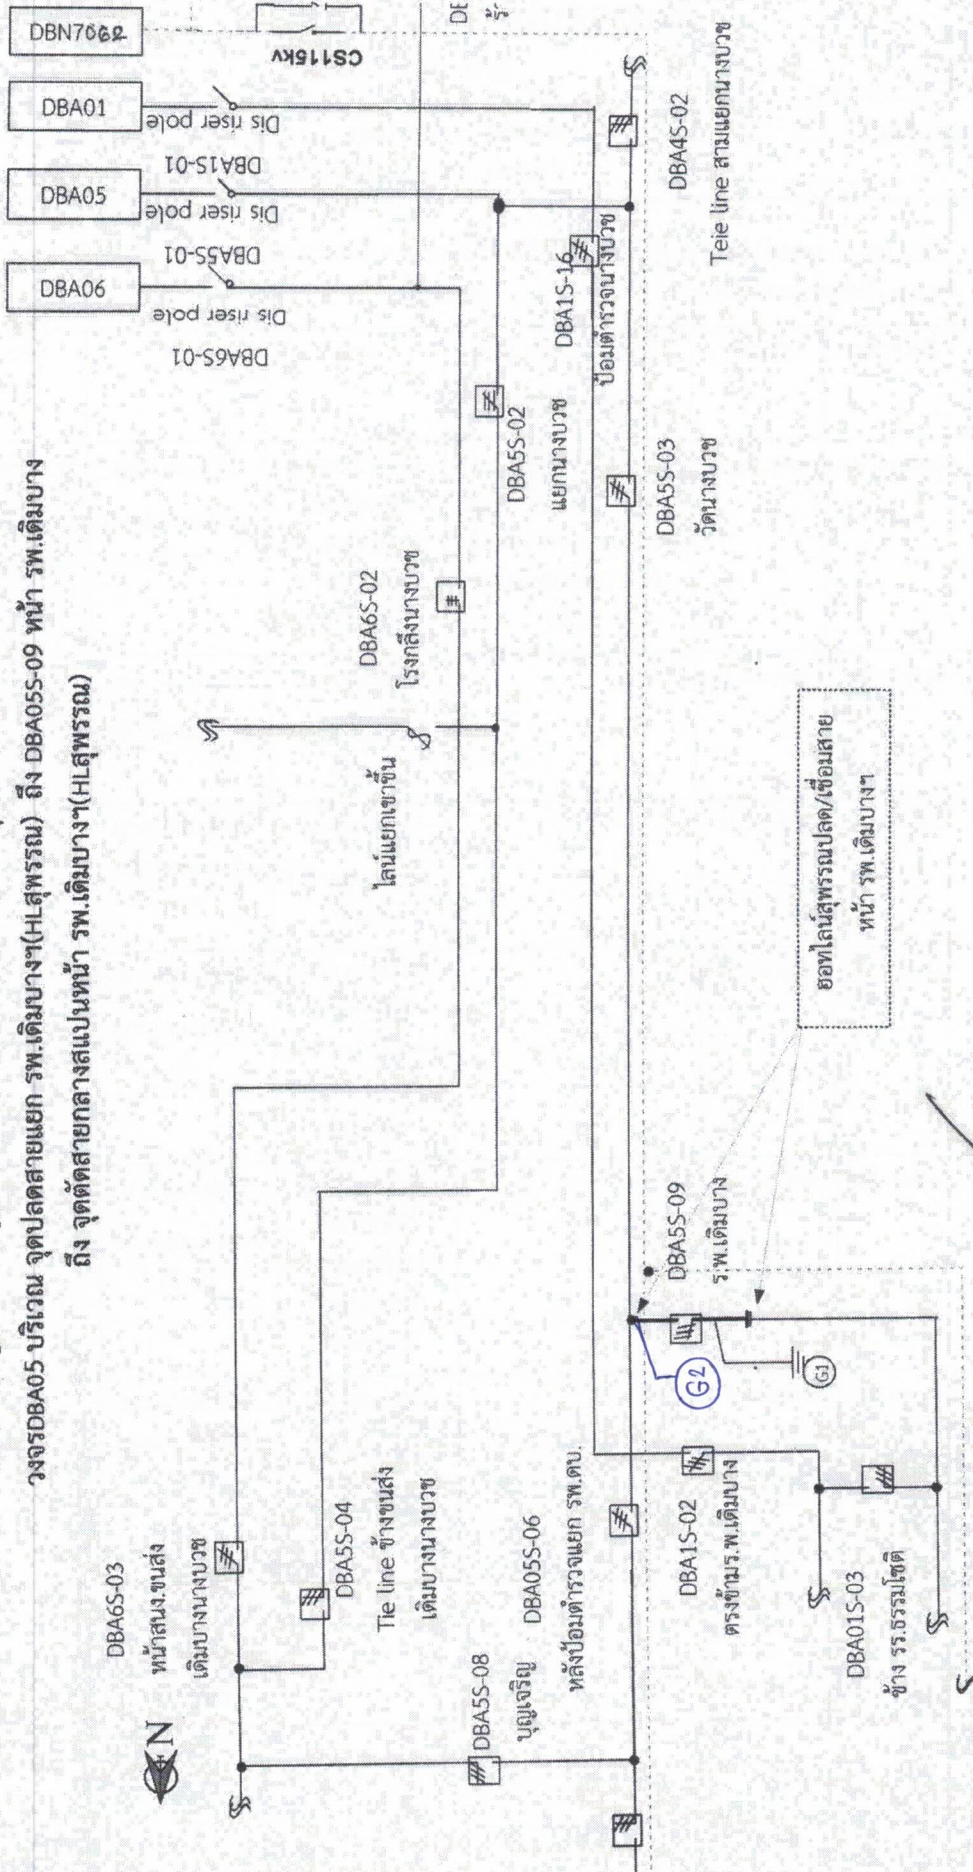 วงจรDBA05 บริเวณ จุดปลดสายแยก รพ.เดิมบางฯ(HLสุพรรณ) ถึง DBA05S-09 หน้า รพ.เดิมบาง
ถึง จุดตัดสายกลางสแปนหน้า รพ.เดิมบางฯ(HLสุพรรณ)
DBA01
DBA05
DBA06
CS115kv
Dis riser pole
DBA1S-01
Dis riser pole
DBA5S-01
Dis riser pole
DBA6S-01
DBA4S-02
Teie line สามแยกนางบวช
DBA1S-16
ป้อมตำรวจนางบวช
DBA5S-02
แยกนางบวช
DBA5S-03
วัดนางบวช
DBA6S-02
โรงกลึงนางบวช
ไลน์แยกเขาขึ้น
ฮอทไลน์สุพรรณปลด/เชื่อมสาย
หน้า รพ.เดิมบางฯ
DBA5S-09
ร.พ.เดิมบาง
G2
G1
DBA6S-03
หน้าสนง.ขนส่ง
เดิมบางนางบวช
DBA5S-04
Tie line ข้างขนส่ง
เดิมบางนางบวช
N
DBA5S-08
บุญเจริญ
DBA05S-06
หลังป้อมตำรวจแยก รพ.ดบ.
DBA1S-02
ตรงข้ามร.พ.เดิมบาง
DBA01S-03
ข้าง รร.ธรรมโชติ